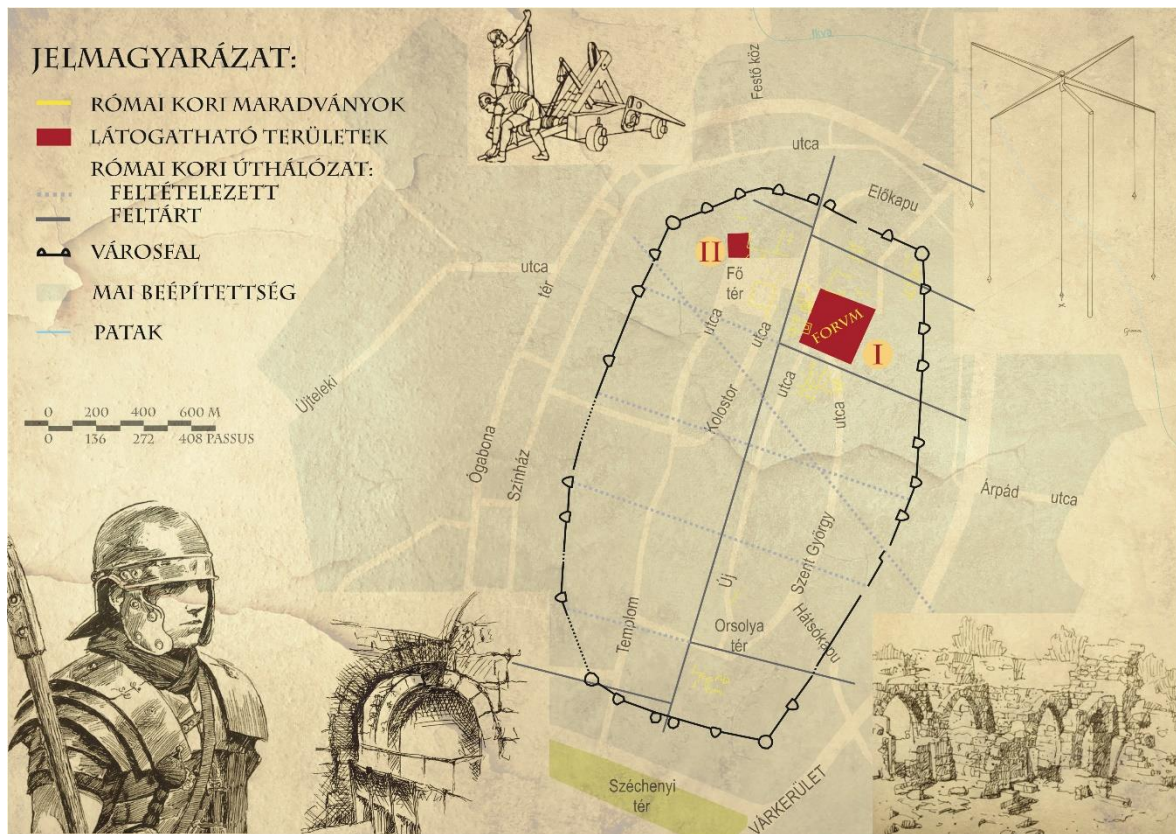 JELMAGYARÁZAT:
RÓMAI KORI MARADVÁNYOK
LÁTOGATHATÓ TERÜLETEK
RÓMAI KORI ÚTHÁLÓZAT:
FELTÉTELEZETT
FELTÁRT
VÁROSFAL
MAI BEÉPÍTETTSÉG
PATAK
0 200 400 600 M
0 136 272 408 PASSUS
Ikva
Festő köz
utca
Előkapu
utca
tér
II
Fő
tér
FORVM
I
utca
utca
utca
utca
Kolostor
Újteleki
Ógabona
Színház
Árpád utca
Szent György
Új
Templom
Orsolya
tér
Hátsókapu
Széchenyi
tér
VÁRKERÜLET